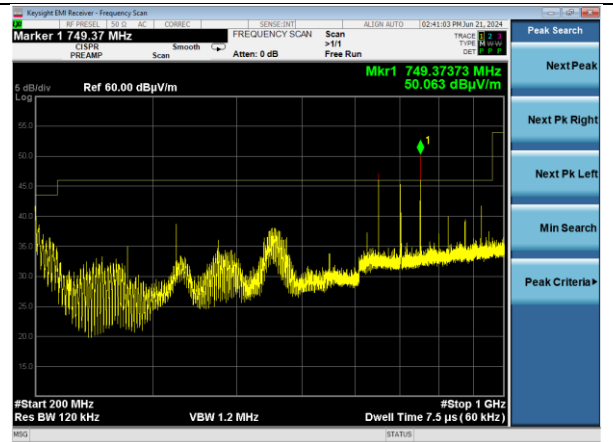 Keysight EMI Receiver - Frequency Scan
RF PRESEL 50 Ω AC CORREC SENSE:INT ALIGN AUTO 02:41:03 PM Jun 21, 2024
Marker 1 749.37 MHz
FREQUENCY SCAN Scan TRACE 1 2 3
CISPR Smooth >1/1 TYPE M W W
PREAMP Scan Atten: 0 dB Free Run DET P P P
Peak Search
Mkr1 749.37373 MHz
5 dB/div Ref 60.00 dBµV/m 50.063 dBµV/m
Log
55.0
50.0
45.0
40.0
35.0
30.0
25.0
20.0
15.0
1
Next Peak
Next Pk Right
Next Pk Left
Min Search
Peak Criteria▶
#Start 200 MHz #Stop 1 GHz
Res BW 120 kHz VBW 1.2 MHz Dwell Time 7.5 µs (60 kHz)
MSG STATUS